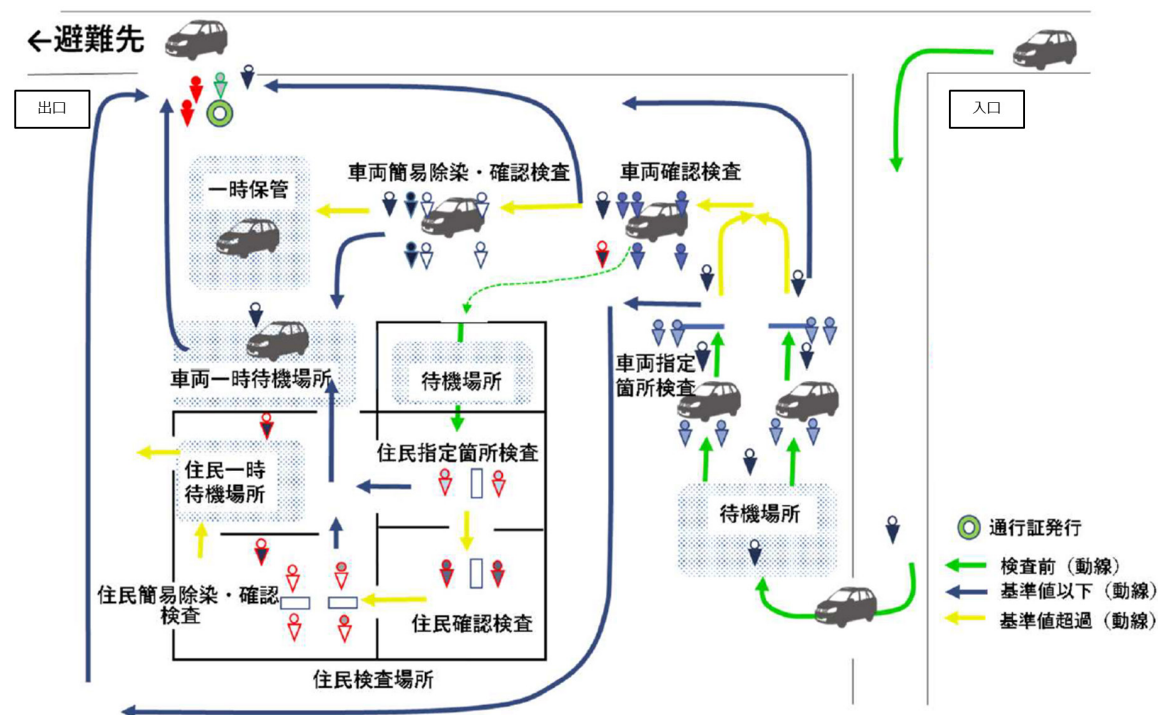 ←避難先
出口
入口
一時保管
車両簡易除染・確認検査
車両確認検査
車両指定
箇所検査
車両一時待機場所
待機場所
住民指定箇所検査
住民一時
待機場所
待機場所
住民簡易除染・確認
検査
住民確認検査
住民検査場所
通行証発行
検査前（動線）
基準値以下（動線）
基準値超過（動線）